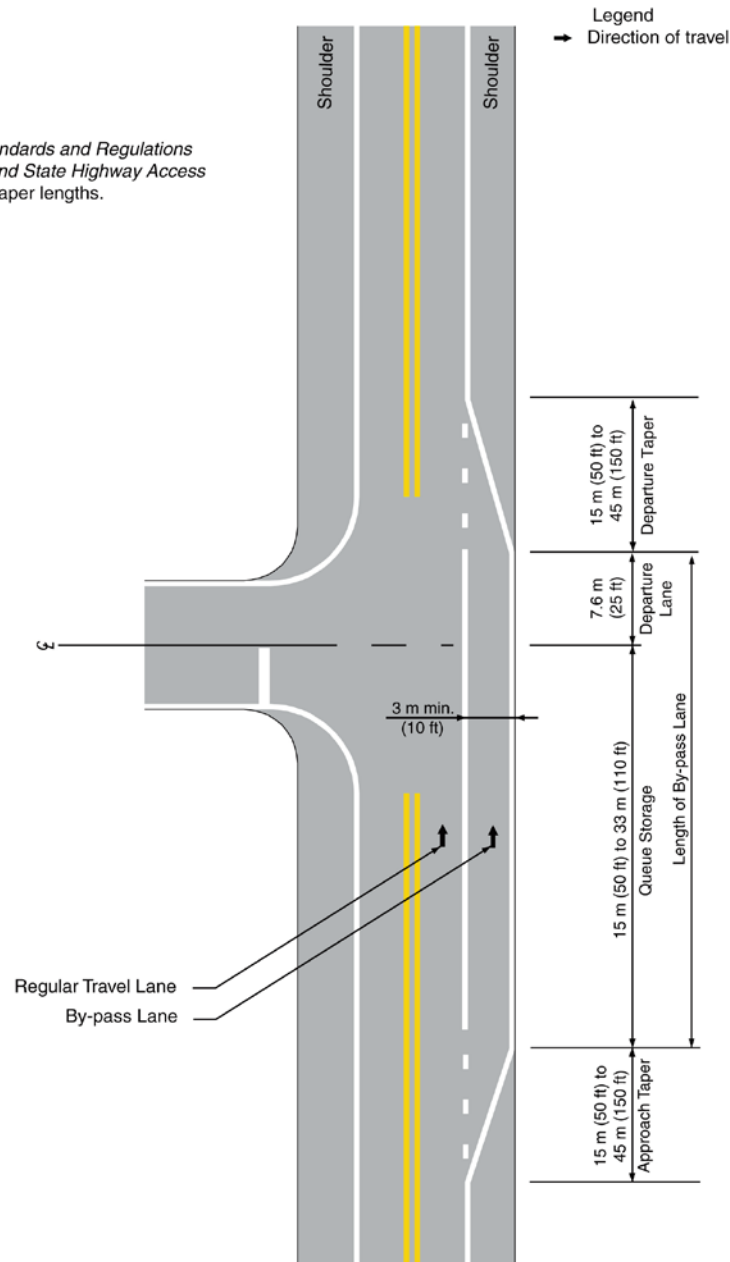 Legend
Direction of travel
Shoulder
Shoulder
ndards and Regulations
nd State Highway Access
aper lengths.
15 m (50 ft) to
45 m (150 ft)
Departure Taper
7.6 m
(25 ft)
Departure
Lane
℄
3 m min.
(10 ft)
15 m (50 ft) to 33 m (110 ft)
Queue Storage
Length of By-pass Lane
Regular Travel Lane
By-pass Lane
15 m (50 ft) to
45 m (150 ft)
Approach Taper